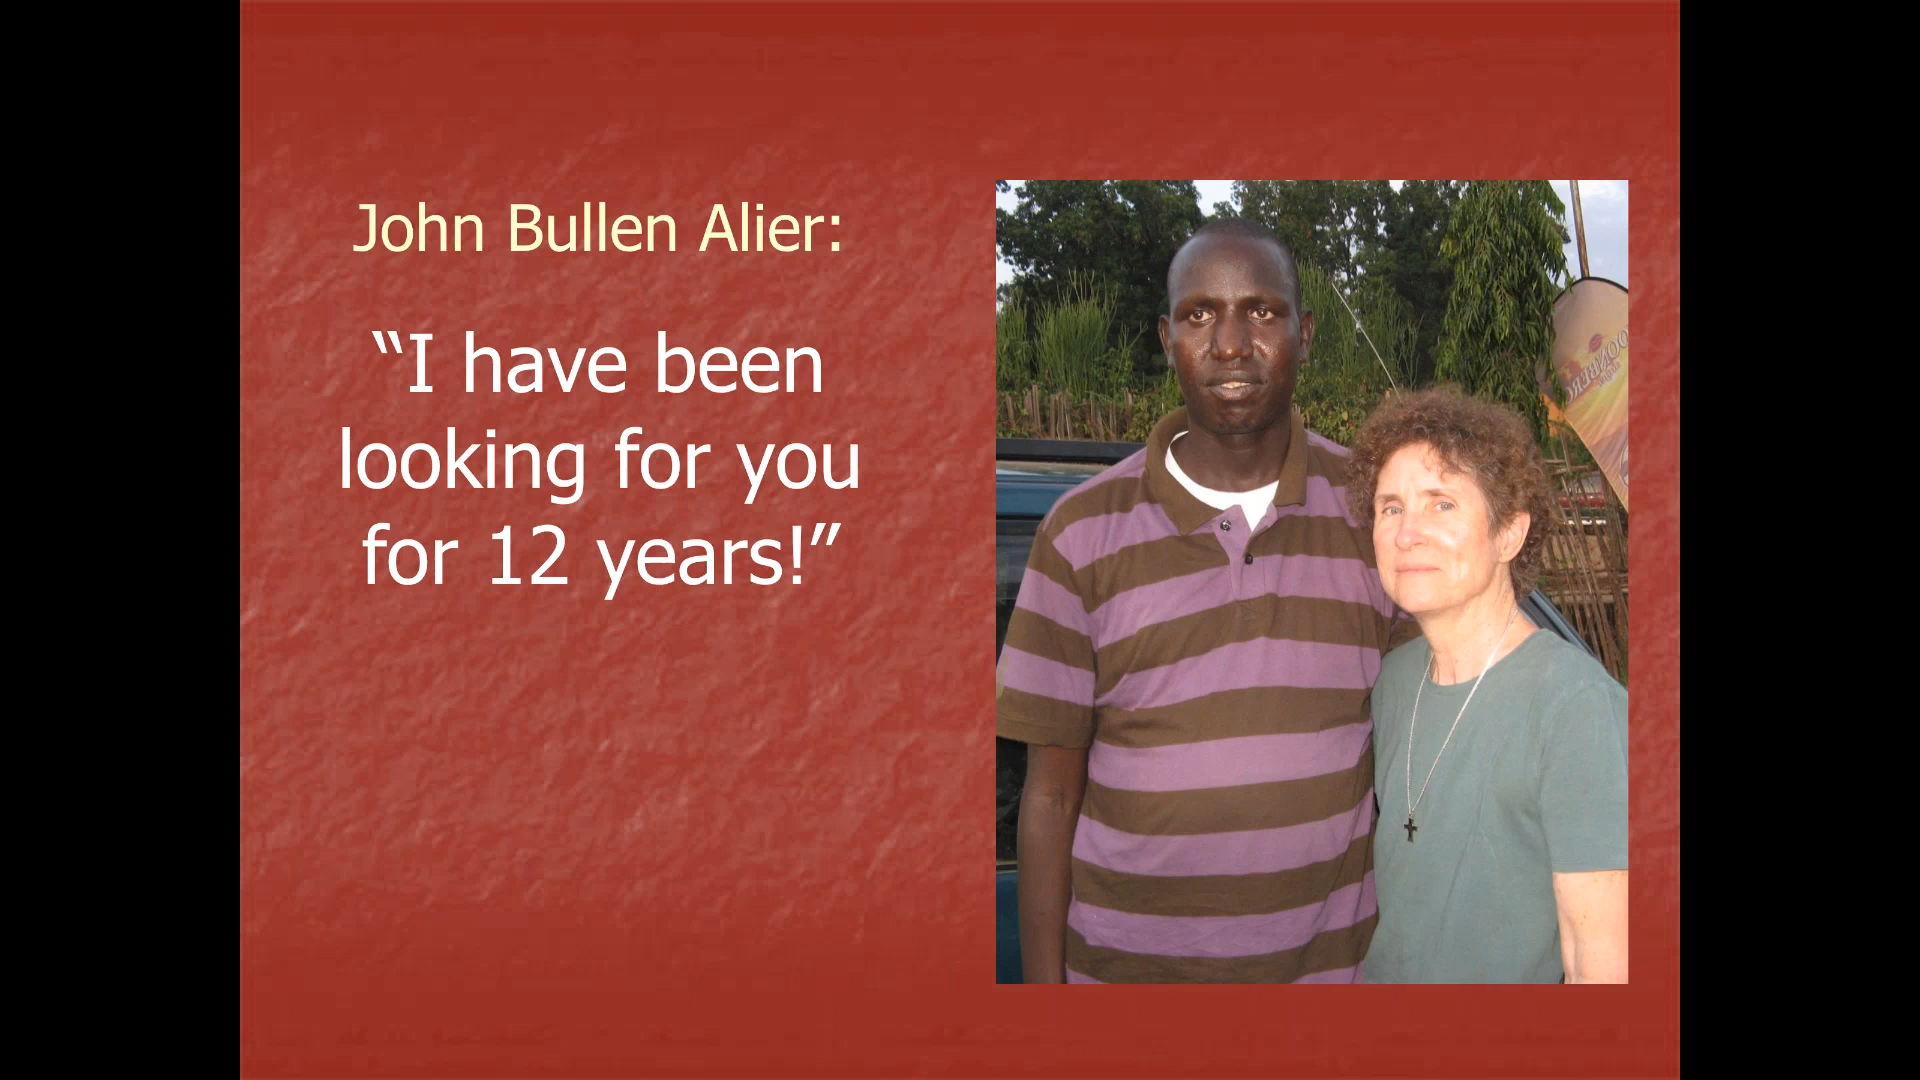 John Bullen Alier:
“I have been
looking for you
for 12 years!”